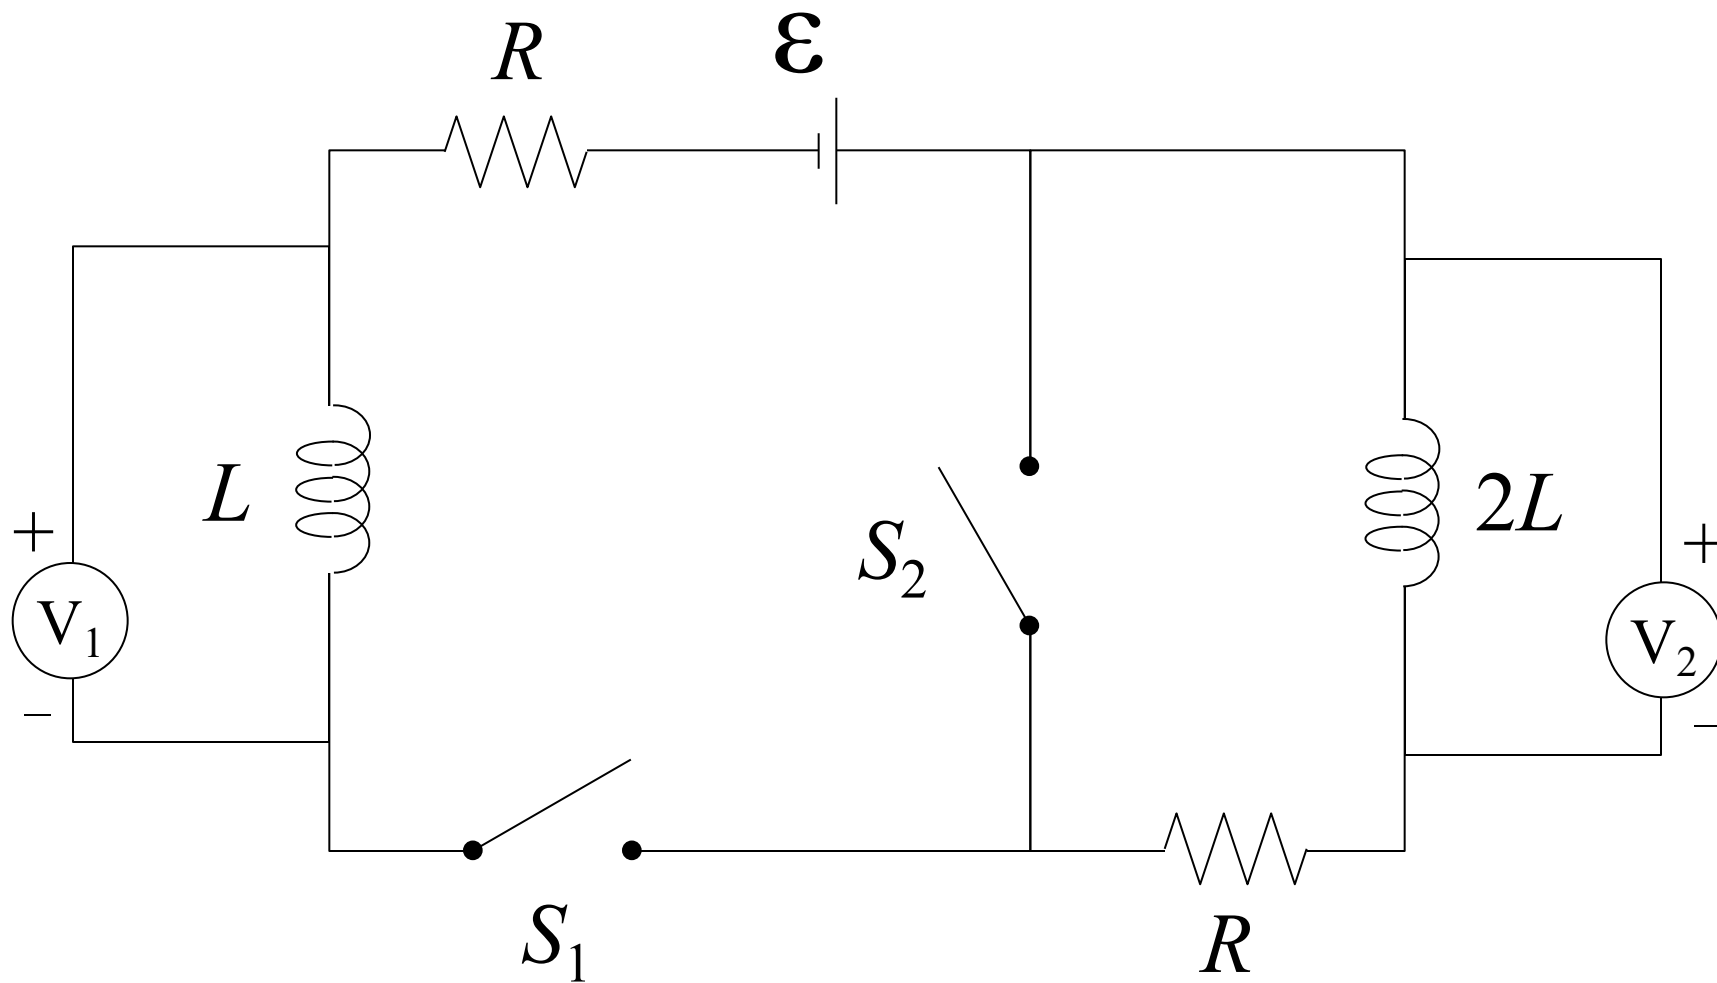 R
ε
L
2L
+
+
S₂
V₁
V₂
–
–
S₁
R